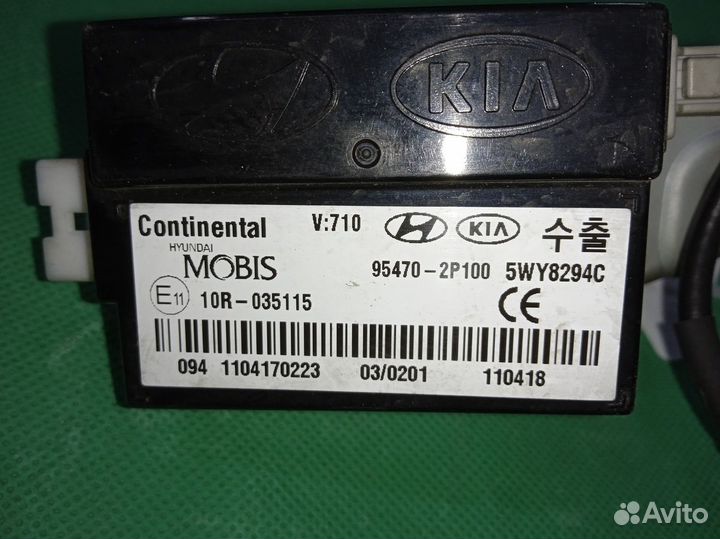 KIA
Continental V:710 KIA 수출
HYUNDAI
MOBIS 95470-2P100 5WY8294C
E11 10R-035115 CE
094 1104170223 03/0201 110418
Avito